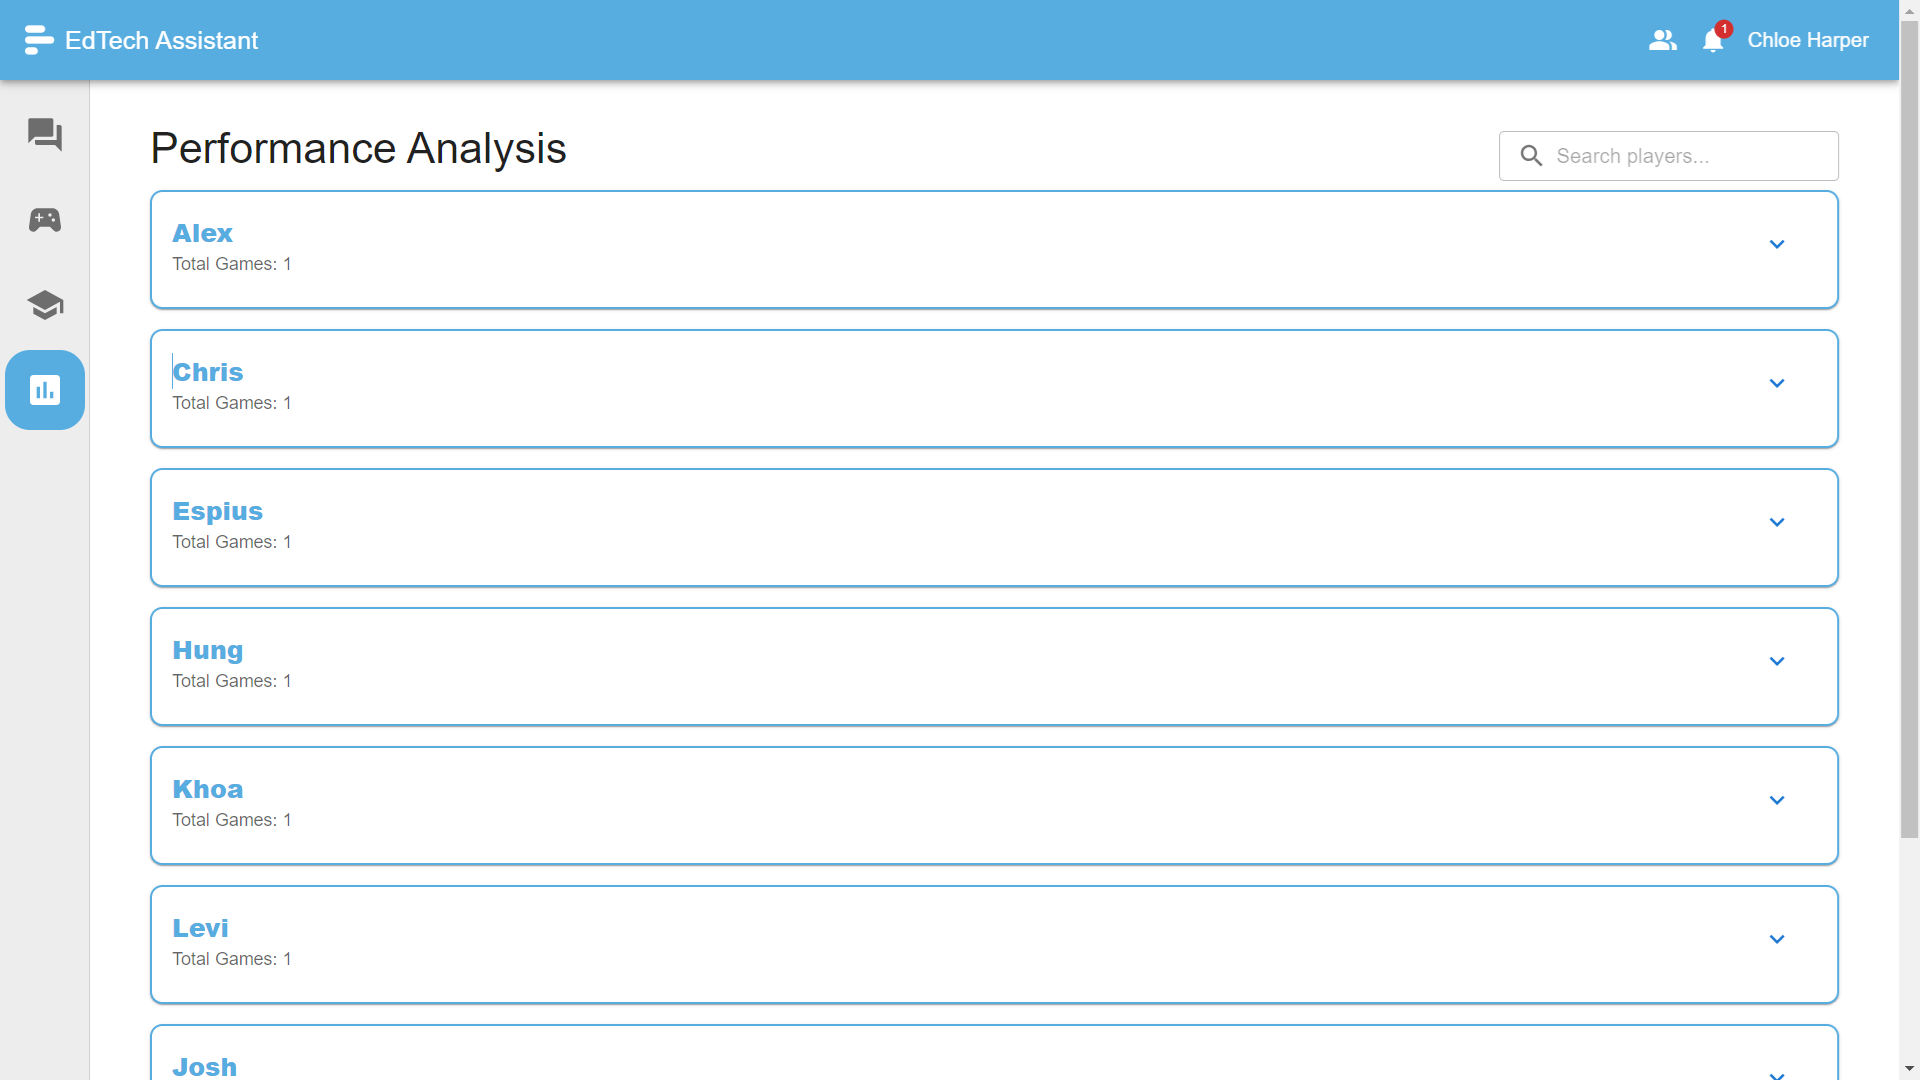 EdTech Assistant
1
Chloe Harper
Performance Analysis
Search players...
Alex
Total Games: 1
Chris
Total Games: 1
Espius
Total Games: 1
Hung
Total Games: 1
Khoa
Total Games: 1
Levi
Total Games: 1
Josh